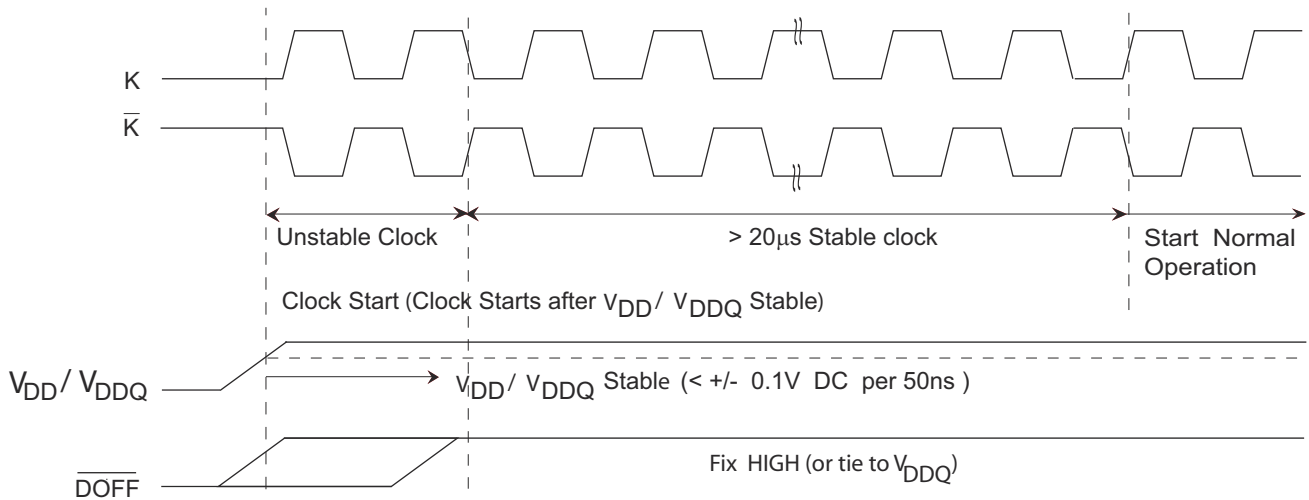 K
K̅
Unstable Clock
> 20μs Stable clock
Start Normal
Operation
Clock Start (Clock Starts after VDD / VDDQ Stable)
VDD / VDDQ
VDD / VDDQ Stable (< +/- 0.1V DC per 50ns )
D̅O̅F̅F̅
Fix HIGH (or tie to VDDQ)